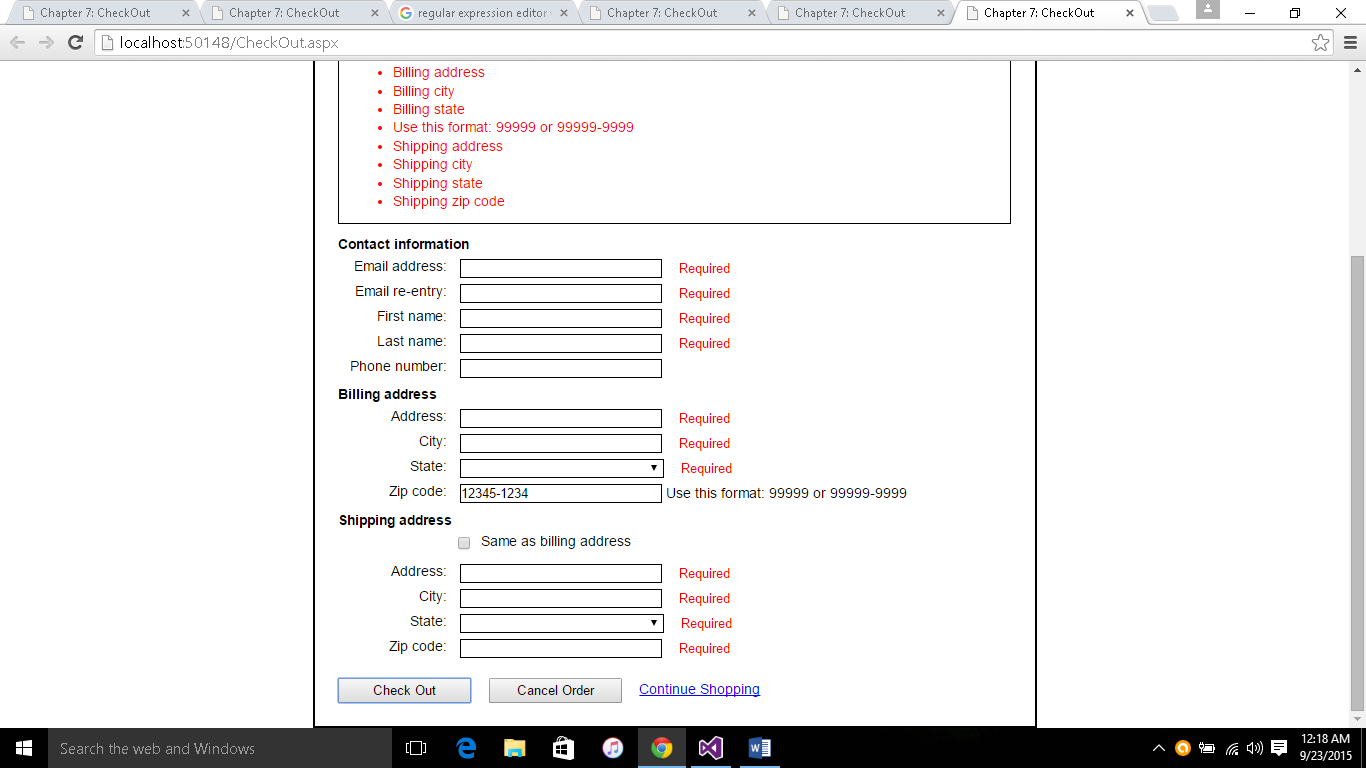 Chapter 7: CheckOut Chapter 7: CheckOut regular expression editor Chapter 7: CheckOut Chapter 7: CheckOut Chapter 7: CheckOut
localhost:50148/CheckOut.aspx
• Billing address
• Billing city
• Billing state
• Use this format: 99999 or 99999-9999
• Shipping address
• Shipping city
• Shipping state
• Shipping zip code
Contact information
Email address: Required
Email re-entry: Required
First name: Required
Last name: Required
Phone number:
Billing address
Address: Required
City: Required
State: Required
Zip code: 12345-1234 Use this format: 99999 or 99999-9999
Shipping address
Same as billing address
Address: Required
City: Required
State: Required
Zip code: Required
Check Out Cancel Order Continue Shopping
Search the web and Windows
12:18 AM
9/23/2015